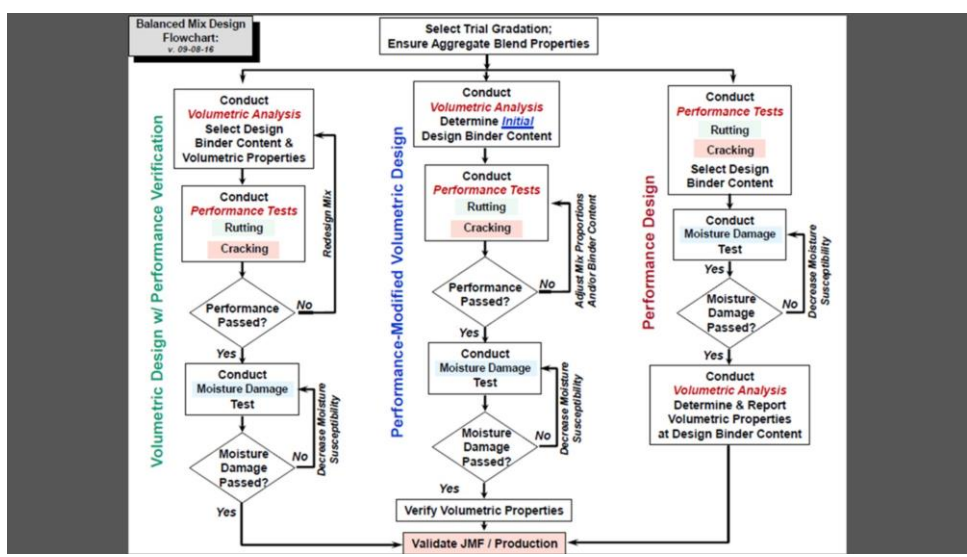 Balanced Mix Design
Flowchart:
v. 09-08-16
Select Trial Gradation;
Ensure Aggregate Blend Properties
Volumetric Design w/ Performance Verification
Conduct
Volumetric Analysis
Select Design
Binder Content &
Volumetric Properties
Conduct
Performance Tests
Rutting
Cracking
Redesign Mix
Performance
Passed?
No
Yes
Conduct
Moisture Damage
Test
Decrease Moisture
Susceptibility
Moisture
Damage
Passed?
No
Yes
Performance-Modified Volumetric Design
Conduct
Volumetric Analysis
Determine Initial
Design Binder Content
Conduct
Performance Tests
Rutting
Cracking
Adjust Mix Proportions
And/or Binder Content
Performance
Passed?
No
Yes
Conduct
Moisture Damage
Test
Decrease Moisture
Susceptibility
Moisture
Damage
Passed?
No
Yes
Verify Volumetric Properties
Performance Design
Conduct
Performance Tests
Rutting
Cracking
Select Design
Binder Content
Conduct
Moisture Damage
Test
Decrease Moisture
Susceptibility
Yes
Moisture
Damage
Passed?
No
Yes
Conduct
Volumetric Analysis
Determine & Report
Volumetric Properties
at Design Binder Content
Validate JMF / Production